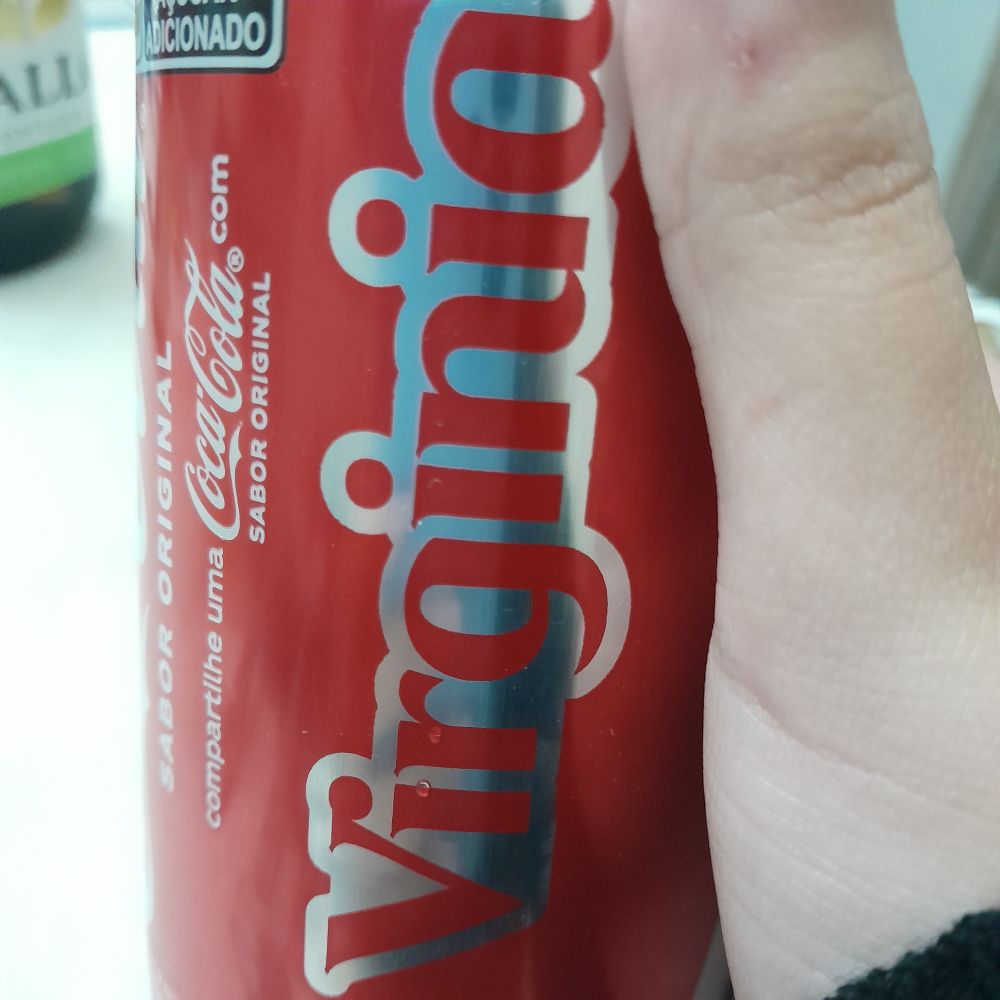 ADICIONADO
SABOR ORIGINAL
compartilhe uma Coca-Cola® com
SABOR ORIGINAL
Virginia